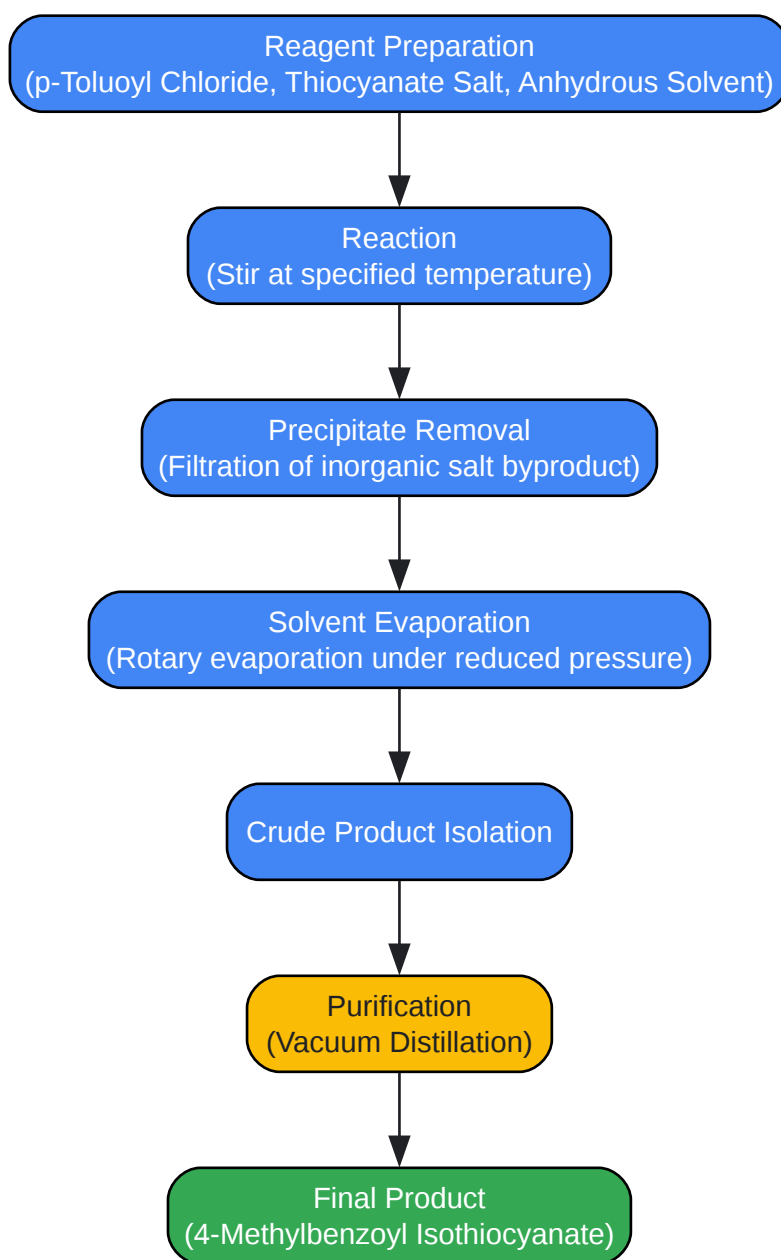 Reagent Preparation
(p-Toluoyl Chloride, Thiocyanate Salt, Anhydrous Solvent)
Reaction
(Stir at specified temperature)
Precipitate Removal
(Filtration of inorganic salt byproduct)
Solvent Evaporation
(Rotary evaporation under reduced pressure)
Crude Product Isolation
Purification
(Vacuum Distillation)
Final Product
(4-Methylbenzoyl Isothiocyanate)